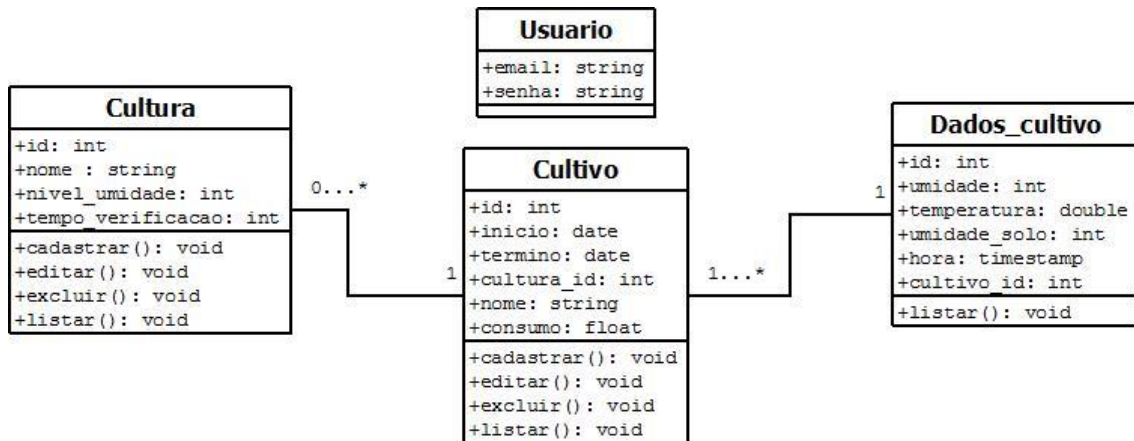 Usuario
+email: string
+senha: string
Cultura
+id: int
+nome : string
+nivel_umidade: int
+tempo_verificacao: int
+cadastrar(): void
+editar(): void
+excluir(): void
+listar(): void
0...*
1
Cultivo
+id: int
+inicio: date
+termino: date
+cultura_id: int
+nome: string
+consumo: float
+cadastrar(): void
+editar(): void
+excluir(): void
+listar(): void
1...*
1
Dados_cultivo
+id: int
+umidade: int
+temperatura: double
+umidade_solo: int
+hora: timestamp
+cultivo_id: int
+listar(): void